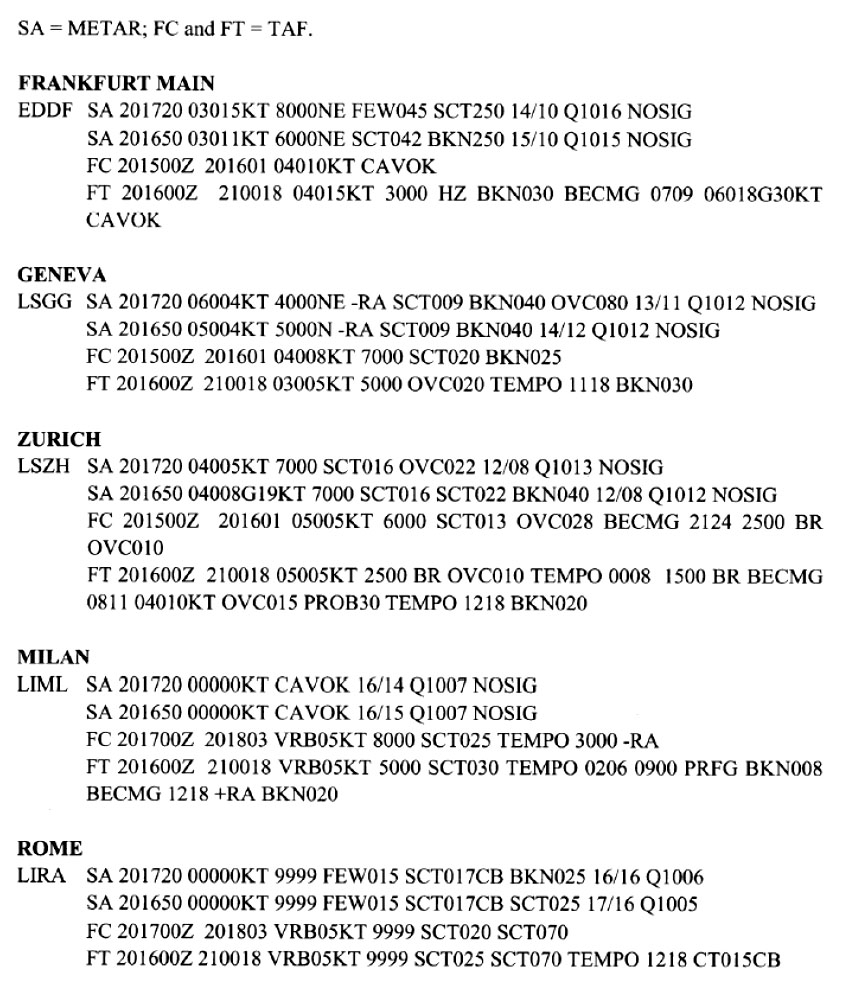 SA = METAR; FC and FT = TAF.
FRANKFURT MAIN
EDDF SA 201720 03015KT 8000NE FEW045 SCT250 14/10 Q1016 NOSIG
SA 201650 03011KT 6000NE SCT042 BKN250 15/10 Q1015 NOSIG
FC 201500Z 201601 04010KT CAVOK
FT 201600Z 210018 04015KT 3000 HZ BKN030 BECMG 0709 06018G30KT
CAVOK
GENEVA
LSGG SA 201720 06004KT 4000NE -RA SCT009 BKN040 OVC080 13/11 Q1012 NOSIG
SA 201650 05004KT 5000N -RA SCT009 BKN040 14/12 Q1012 NOSIG
FC 201500Z 201601 04008KT 7000 SCT020 BKN025
FT 201600Z 210018 03005KT 5000 OVC020 TEMPO 1118 BKN030
ZURICH
LSZH SA 201720 04005KT 7000 SCT016 OVC022 12/08 Q1013 NOSIG
SA 201650 04008G19KT 7000 SCT016 SCT022 BKN040 12/08 Q1012 NOSIG
FC 201500Z 201601 05005KT 6000 SCT013 OVC028 BECMG 2124 2500 BR
OVC010
FT 201600Z 210018 05005KT 2500 BR OVC010 TEMPO 0008 1500 BR BECMG
0811 04010KT OVC015 PROB30 TEMPO 1218 BKN020
MILAN
LIML SA 201720 00000KT CAVOK 16/14 Q1007 NOSIG
SA 201650 00000KT CAVOK 16/15 Q1007 NOSIG
FC 201700Z 201803 VRB05KT 8000 SCT025 TEMPO 3000 -RA
FT 201600Z 210018 VRB05KT 5000 SCT030 TEMPO 0206 0900 PRFG BKN008
BECMG 1218 +RA BKN020
ROME
LIRA SA 201720 00000KT 9999 FEW015 SCT017CB BKN025 16/16 Q1006
SA 201650 00000KT 9999 FEW015 SCT017CB SCT025 17/16 Q1005
FC 201700Z 201803 VRB05KT 9999 SCT020 SCT070
FT 201600Z 210018 VRB05KT 9999 SCT025 SCT070 TEMPO 1218 CT015CB